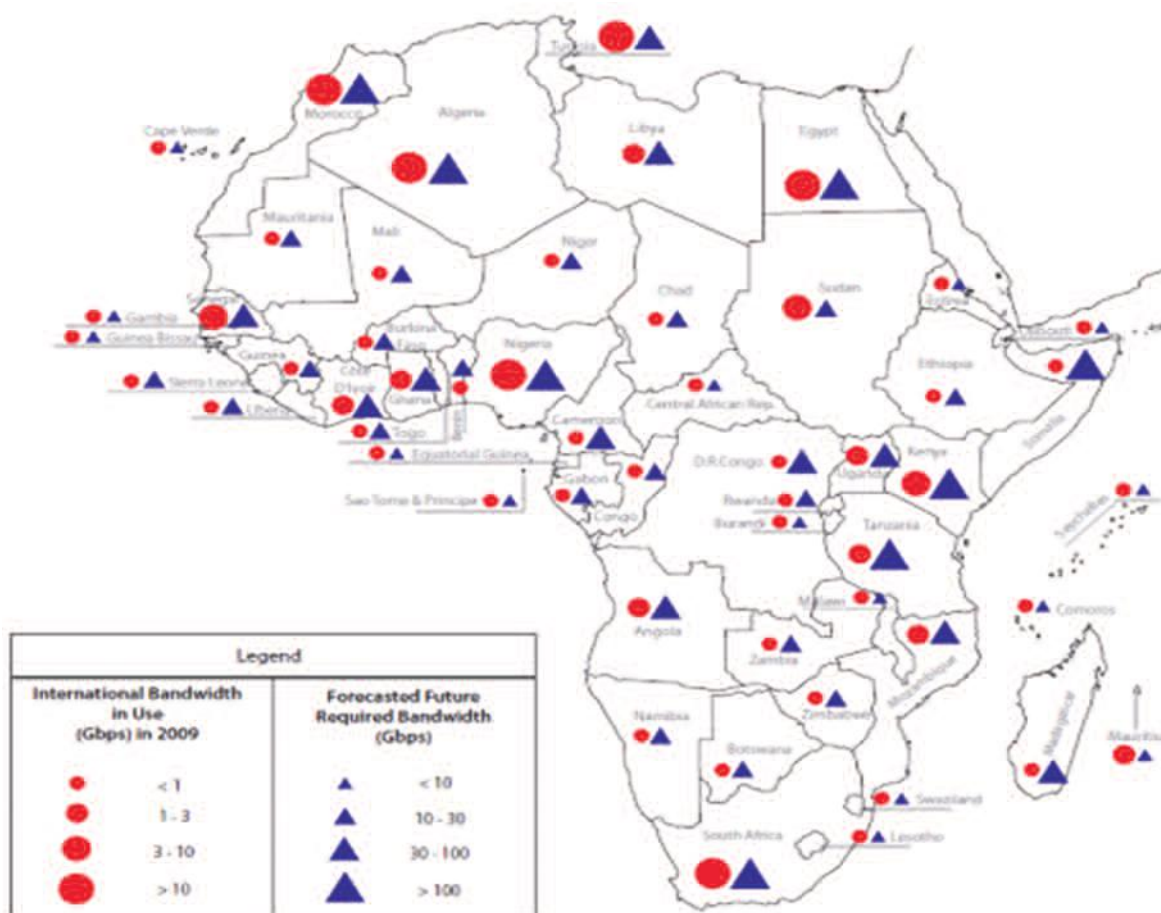 Tunisia
Morocco
Algeria
Libya
Egypt
Cape Verde
Mauritania
Mali
Niger
Chad
Sudan
Eritrea
Senegal
Gambia
Guinea Bissau
Burkina
Faso
Nigeria
Djibouti
Guinea
Cote
D'Ivoir
Ghana
Benin
Ethiopia
Sierra Leone
Liberia
Togo
Central African Rep.
Cameroon
Somalia
Equatorial Guinea
D.R.Congo
Uganda
Kenya
Gabon
Sao Tome & Principe
Congo
Rwanda
Burundi
Seychelles
Tanzania
Comoros
Angola
Zambia
Mozambique
Zimbabwe
Namibia
Botswana
Madagascar
Mauritiu
Swaziland
South Africa
Lesotho
Legend
International Bandwidth
in Use
(Gbps) in 2009
Forecasted Future
Required Bandwidth
(Gbps)
< 1
< 10
1 - 3
10 - 30
3 - 10
30 - 100
> 10
> 100